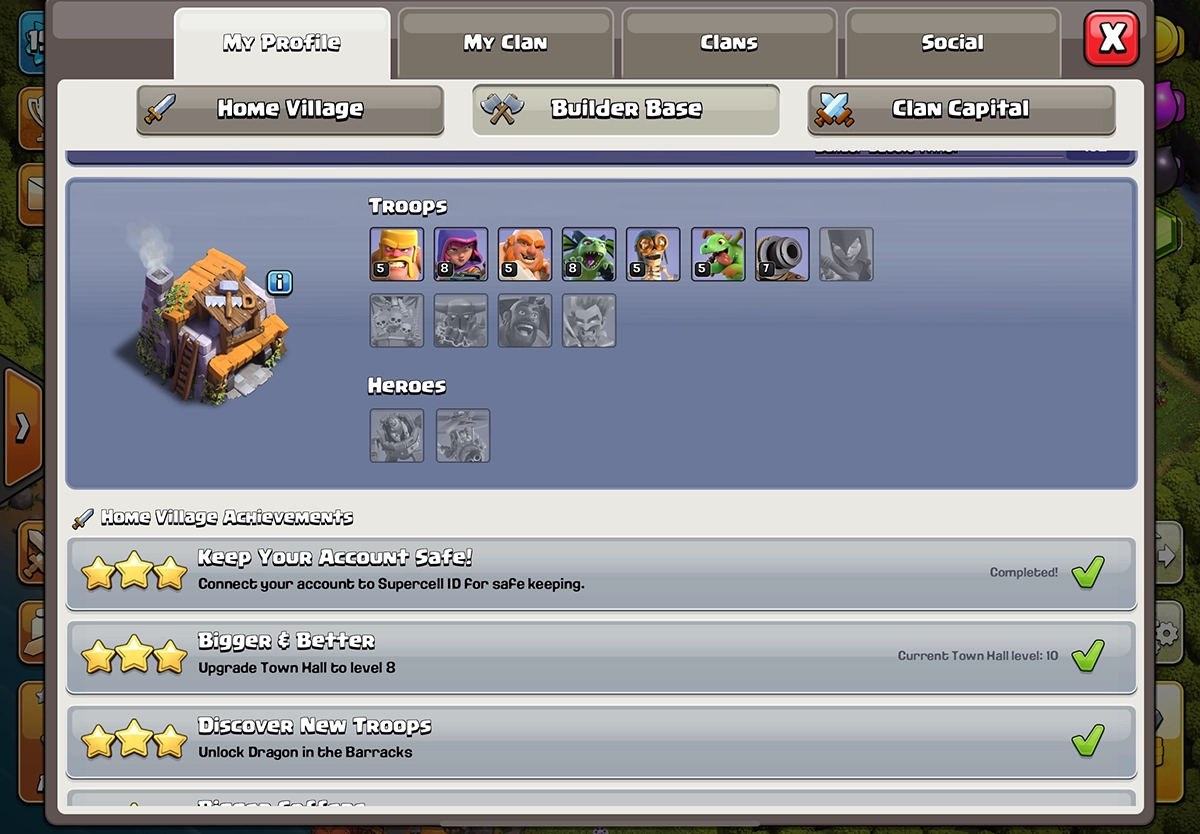 My Profile
My Clan
Clans
Social
X
Home Village
Builder Base
Clan Capital
Troops
5
8
5
8
5
5
7
i
Heroes
Home Village Achievements
Keep Your Account Safe!
Connect your account to Supercell ID for safe keeping.
Completed!
Bigger & Better
Upgrade Town Hall to level 8
Current Town Hall level: 10
Discover New Troops
Unlock Dragon in the Barracks
Bigger Coffers